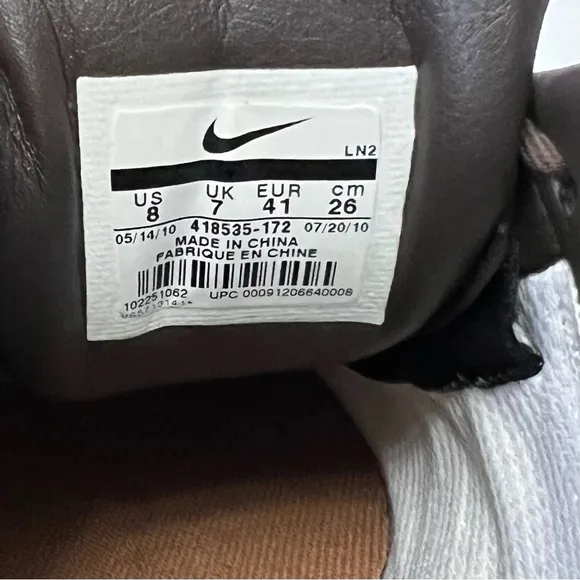 LN2
US UK EUR cm
8 7 41 26
05/14/10 418535-172 07/20/10
MADE IN CHINA
FABRIQUE EN CHINE
102251062 UPC 00091206640008